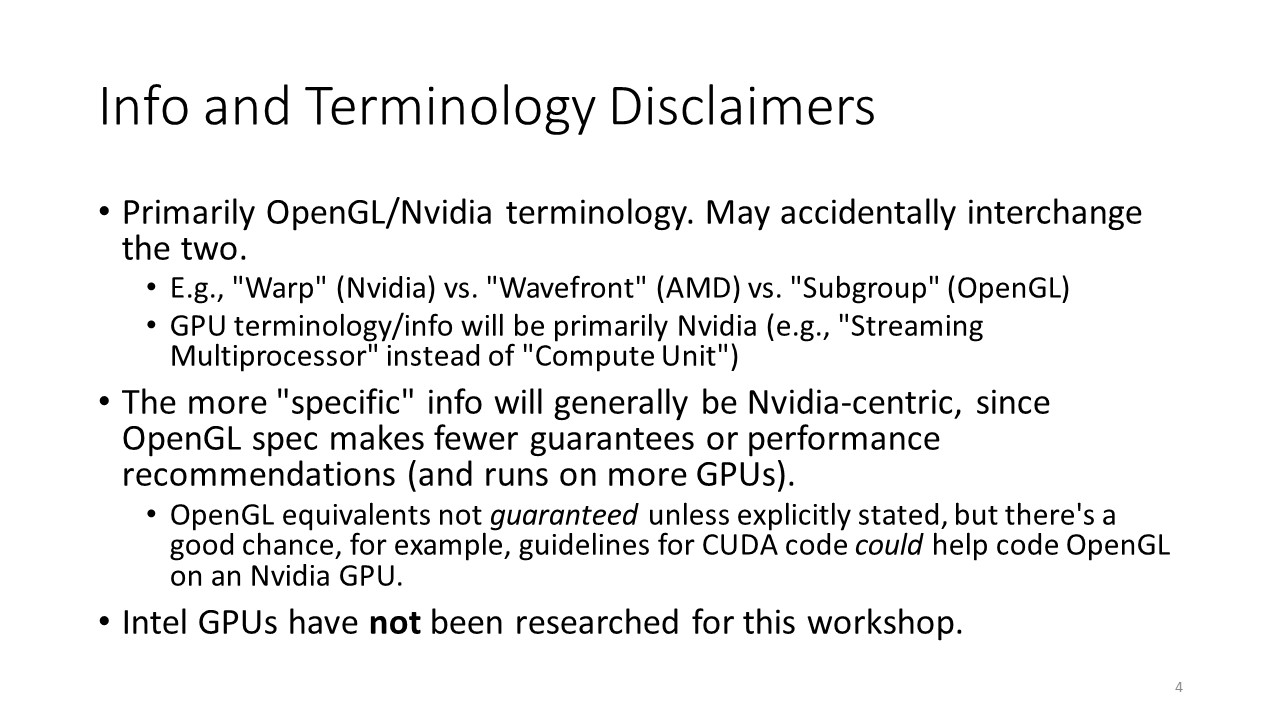 Info and Terminology Disclaimers
• Primarily OpenGL/Nvidia terminology. May accidentally interchange
the two.
• E.g., "Warp" (Nvidia) vs. "Wavefront" (AMD) vs. "Subgroup" (OpenGL)
• GPU terminology/info will be primarily Nvidia (e.g., "Streaming
Multiprocessor" instead of "Compute Unit")
• The more "specific" info will generally be Nvidia-centric, since
OpenGL spec makes fewer guarantees or performance
recommendations (and runs on more GPUs).
• OpenGL equivalents not guaranteed unless explicitly stated, but there's a
good chance, for example, guidelines for CUDA code could help code OpenGL
on an Nvidia GPU.
• Intel GPUs have not been researched for this workshop.
4